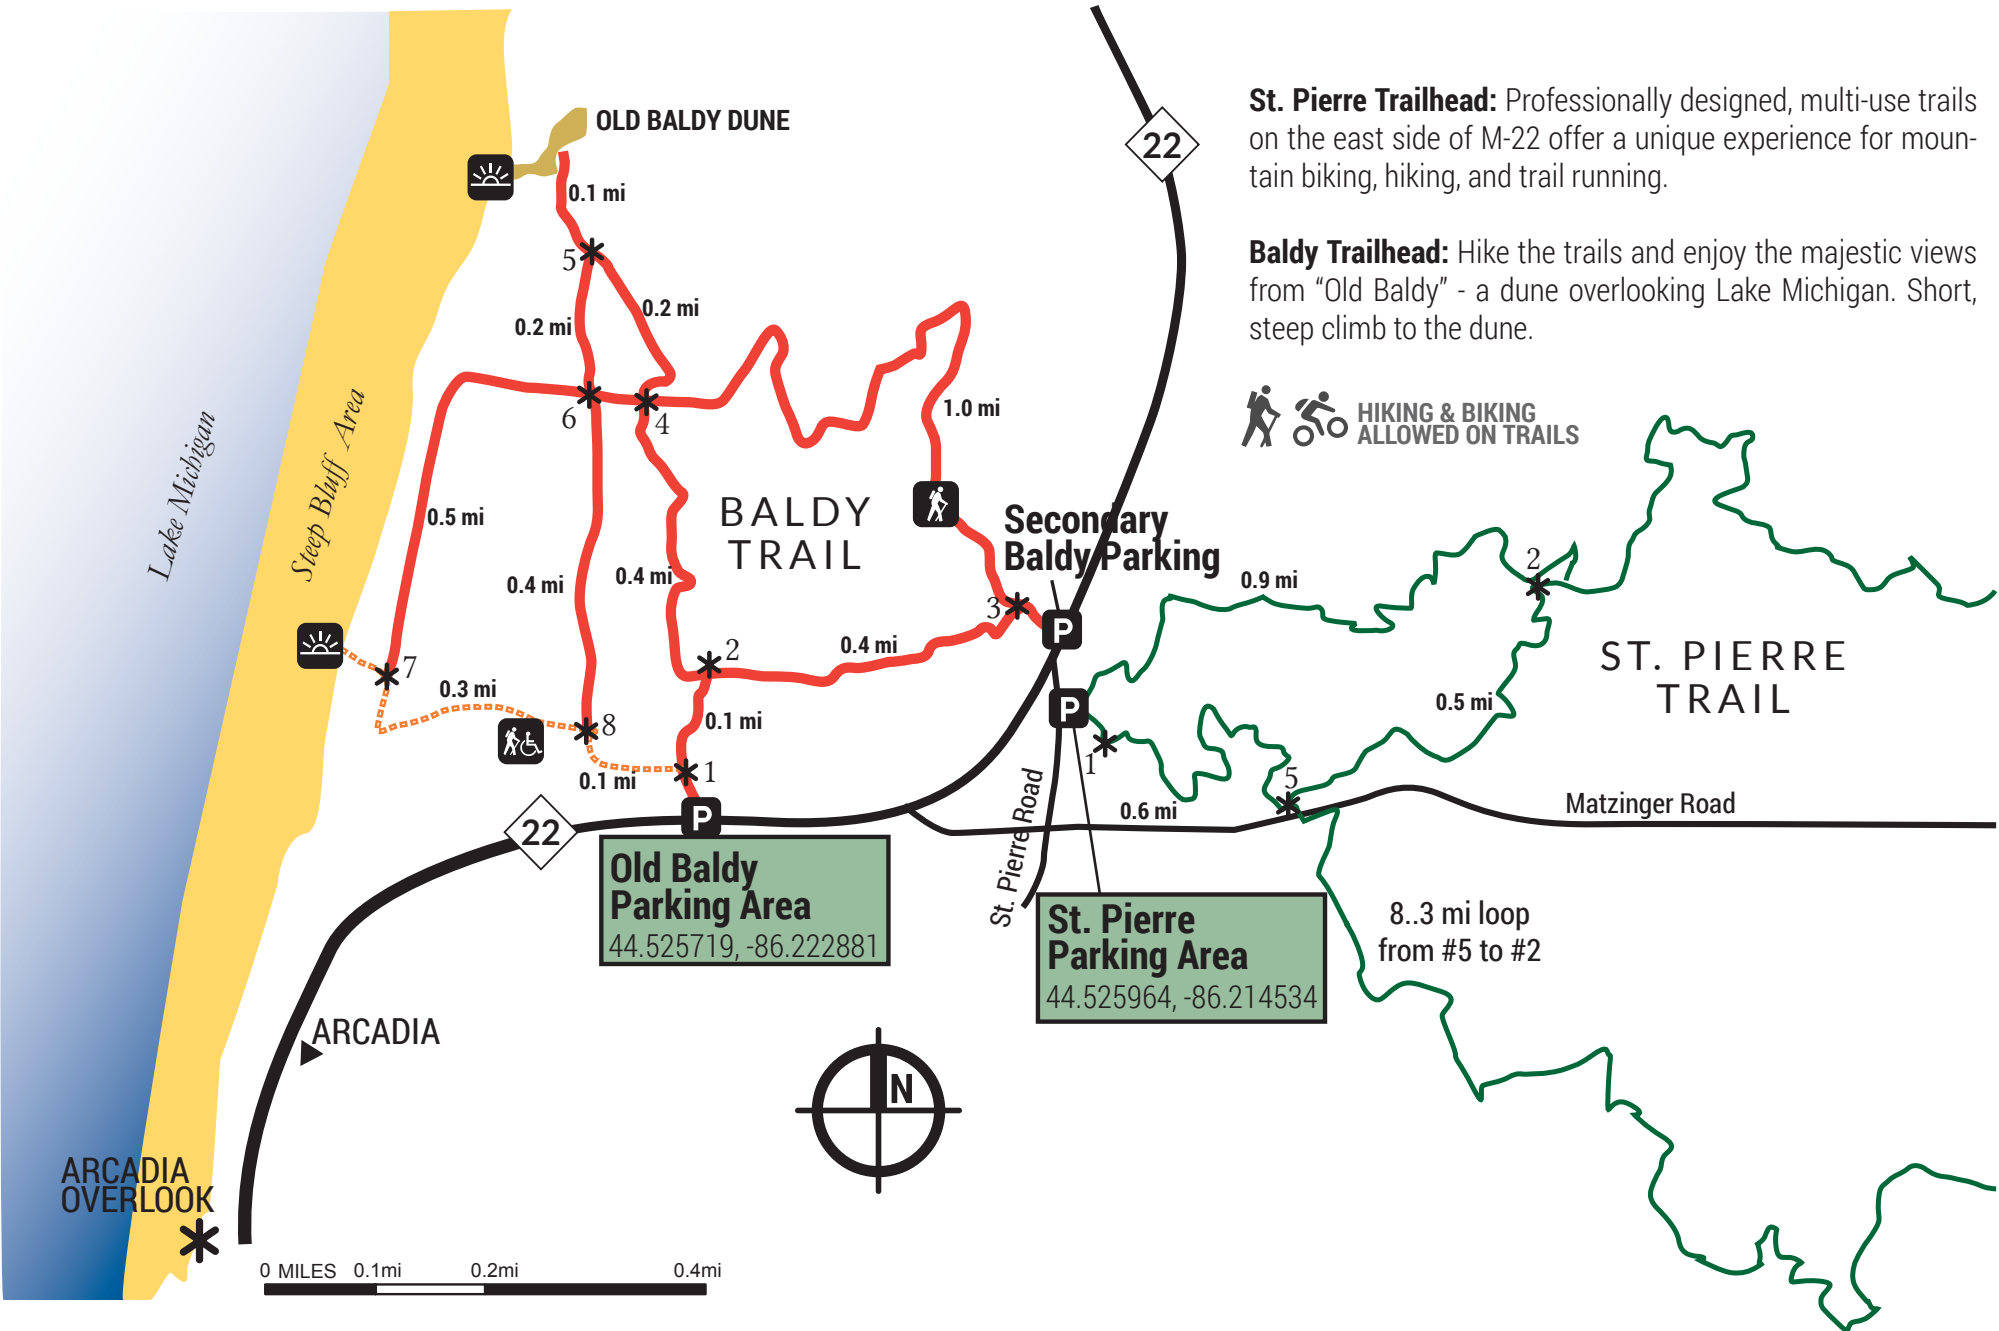 OLD BALDY DUNE
22
St. Pierre Trailhead: Professionally designed, multi-use trails
on the east side of M-22 offer a unique experience for moun-
tain biking, hiking, and trail running.
Baldy Trailhead: Hike the trails and enjoy the majestic views
from “Old Baldy” - a dune overlooking Lake Michigan. Short,
steep climb to the dune.
HIKING & BIKING
ALLOWED ON TRAILS
0.1 mi
5
0.2 mi
0.2 mi
6
4
1.0 mi
Lake Michigan
Steep Bluff Area
0.5 mi
BALDY
TRAIL
Secondary
Baldy Parking
0.4 mi
0.4 mi
3
P
0.4 mi
2
7
0.3 mi
8
0.1 mi
0.1 mi
1
P
22
0.9 mi
2
ST. PIERRE
TRAIL
0.5 mi
P
1
5
0.6 mi
Matzinger Road
St. Pierre Road
Old Baldy
Parking Area
44.525719, -86.222881
St. Pierre
Parking Area
44.525964, -86.214534
8..3 mi loop
from #5 to #2
ARCADIA
N
ARCADIA
OVERLOOK
0 MILES 0.1mi 0.2mi 0.4mi